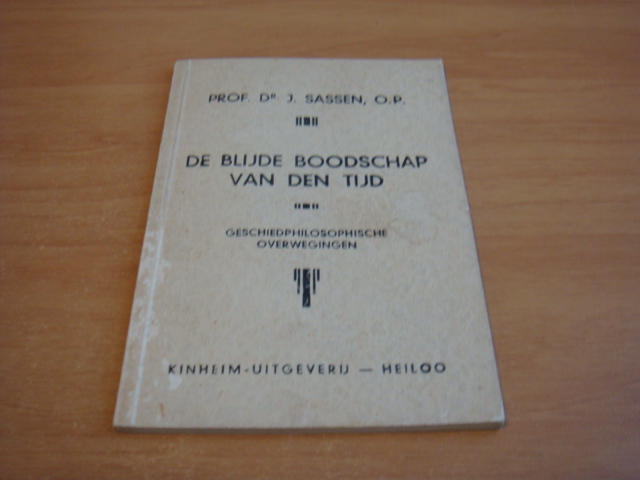 PROF. DR. J. SASSEN, O.P.
DE BLIJDE BOODSCHAP
VAN DEN TIJD
GESCHIEDPHILOSOPHISCHE
OVERWEGINGEN
KINHEIM-UITGEVERIJ — HEILOO